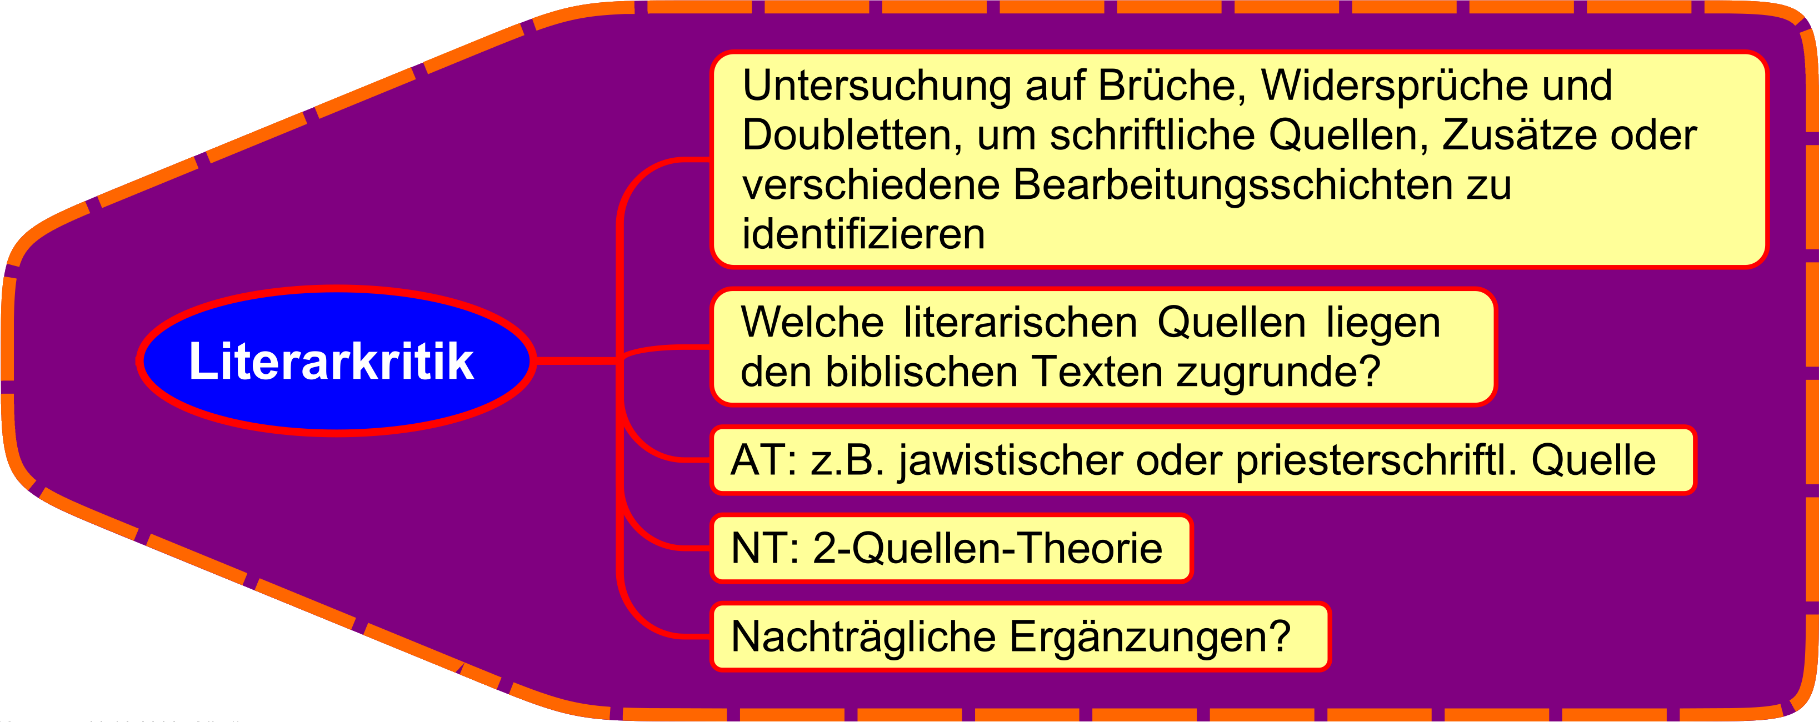 Untersuchung auf Brüche, Widersprüche und
Doubletten, um schriftliche Quellen, Zusätze oder
verschiedene Bearbeitungsschichten zu
identifizieren
Literarkritik
Welche literarischen Quellen liegen
den biblischen Texten zugrunde?
AT: z.B. jawistischer oder priesterschriftl. Quelle
NT: 2-Quellen-Theorie
Nachträgliche Ergänzungen?